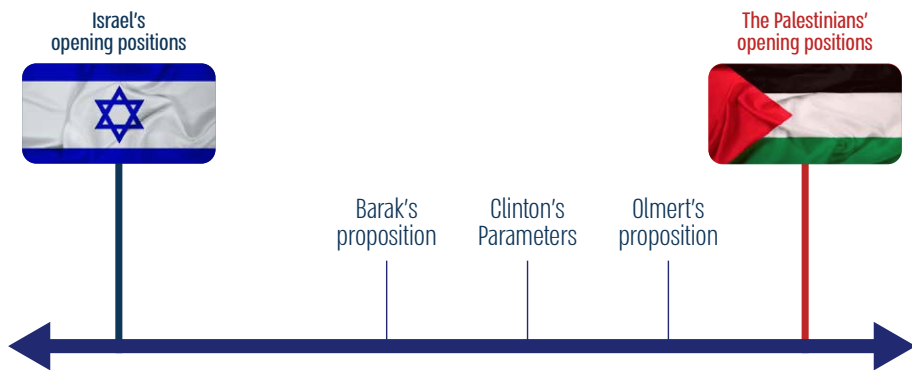 Israel's
opening positions
The Palestinians'
opening positions
Barak's
proposition
Clinton's
Parameters
Olmert's
proposition